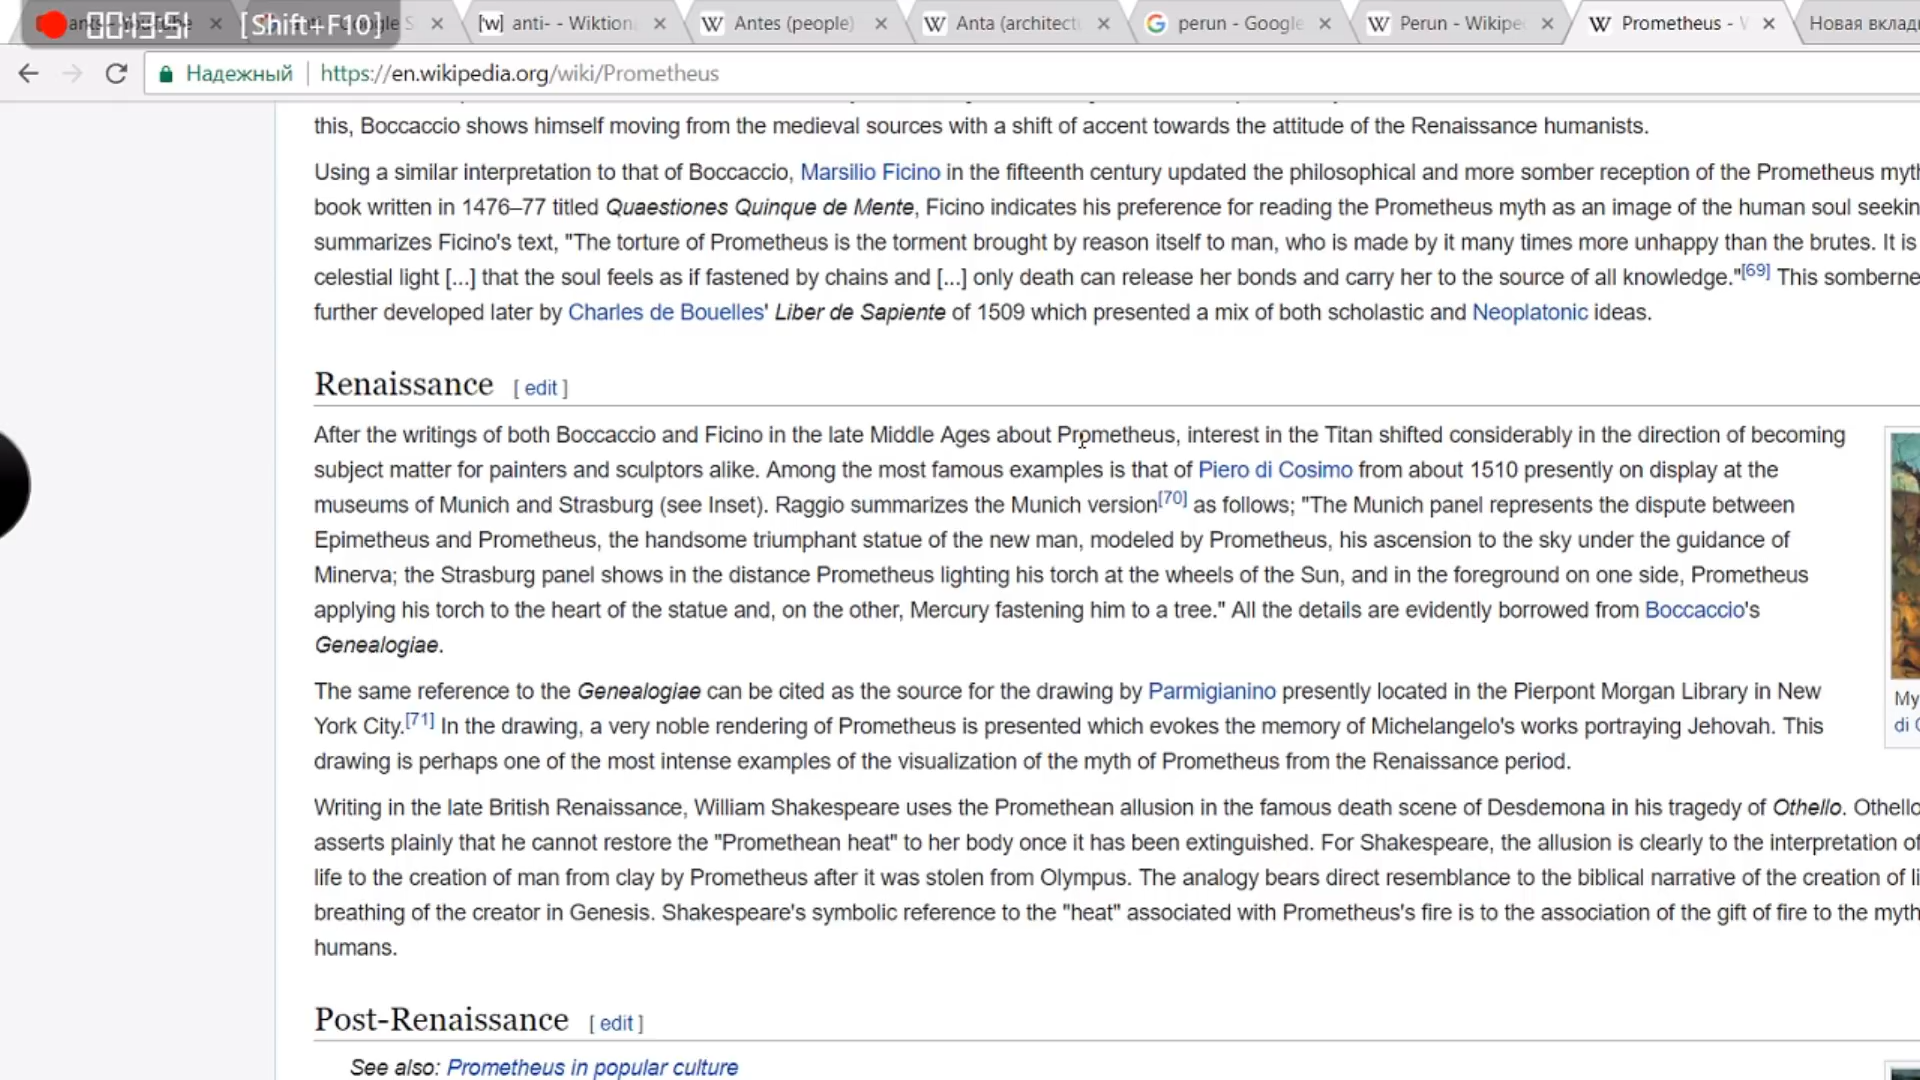 00:13:51 [Shift+F10]
anti- - Wiktion
Antes (people)
Anta (architect
perun - Google
Perun - Wikipe
Prometheus - W
Новая вклад
Надежный https://en.wikipedia.org/wiki/Prometheus
this, Boccaccio shows himself moving from the medieval sources with a shift of accent towards the attitude of the Renaissance humanists.
Using a similar interpretation to that of Boccaccio, Marsilio Ficino in the fifteenth century updated the philosophical and more somber reception of the Prometheus myth
book written in 1476–77 titled Quaestiones Quinque de Mente, Ficino indicates his preference for reading the Prometheus myth as an image of the human soul seekin
summarizes Ficino's text, "The torture of Prometheus is the torment brought by reason itself to man, who is made by it many times more unhappy than the brutes. It is
celestial light [...] that the soul feels as if fastened by chains and [...] only death can release her bonds and carry her to the source of all knowledge."[69] This somberne
further developed later by Charles de Bouelles' Liber de Sapiente of 1509 which presented a mix of both scholastic and Neoplatonic ideas.
Renaissance [ edit ]
After the writings of both Boccaccio and Ficino in the late Middle Ages about Prometheus, interest in the Titan shifted considerably in the direction of becoming
subject matter for painters and sculptors alike. Among the most famous examples is that of Piero di Cosimo from about 1510 presently on display at the
museums of Munich and Strasburg (see Inset). Raggio summarizes the Munich version[70] as follows; "The Munich panel represents the dispute between
Epimetheus and Prometheus, the handsome triumphant statue of the new man, modeled by Prometheus, his ascension to the sky under the guidance of
Minerva; the Strasburg panel shows in the distance Prometheus lighting his torch at the wheels of the Sun, and in the foreground on one side, Prometheus
applying his torch to the heart of the statue and, on the other, Mercury fastening him to a tree." All the details are evidently borrowed from Boccaccio's
Genealogiae.
The same reference to the Genealogiae can be cited as the source for the drawing by Parmigianino presently located in the Pierpont Morgan Library in New
York City.[71] In the drawing, a very noble rendering of Prometheus is presented which evokes the memory of Michelangelo's works portraying Jehovah. This
drawing is perhaps one of the most intense examples of the visualization of the myth of Prometheus from the Renaissance period.
My
di C
Writing in the late British Renaissance, William Shakespeare uses the Promethean allusion in the famous death scene of Desdemona in his tragedy of Othello. Othello
asserts plainly that he cannot restore the "Promethean heat" to her body once it has been extinguished. For Shakespeare, the allusion is clearly to the interpretation of
life to the creation of man from clay by Prometheus after it was stolen from Olympus. The analogy bears direct resemblance to the biblical narrative of the creation of li
breathing of the creator in Genesis. Shakespeare's symbolic reference to the "heat" associated with Prometheus's fire is to the association of the gift of fire to the myth
humans.
Post-Renaissance [ edit ]
See also: Prometheus in popular culture